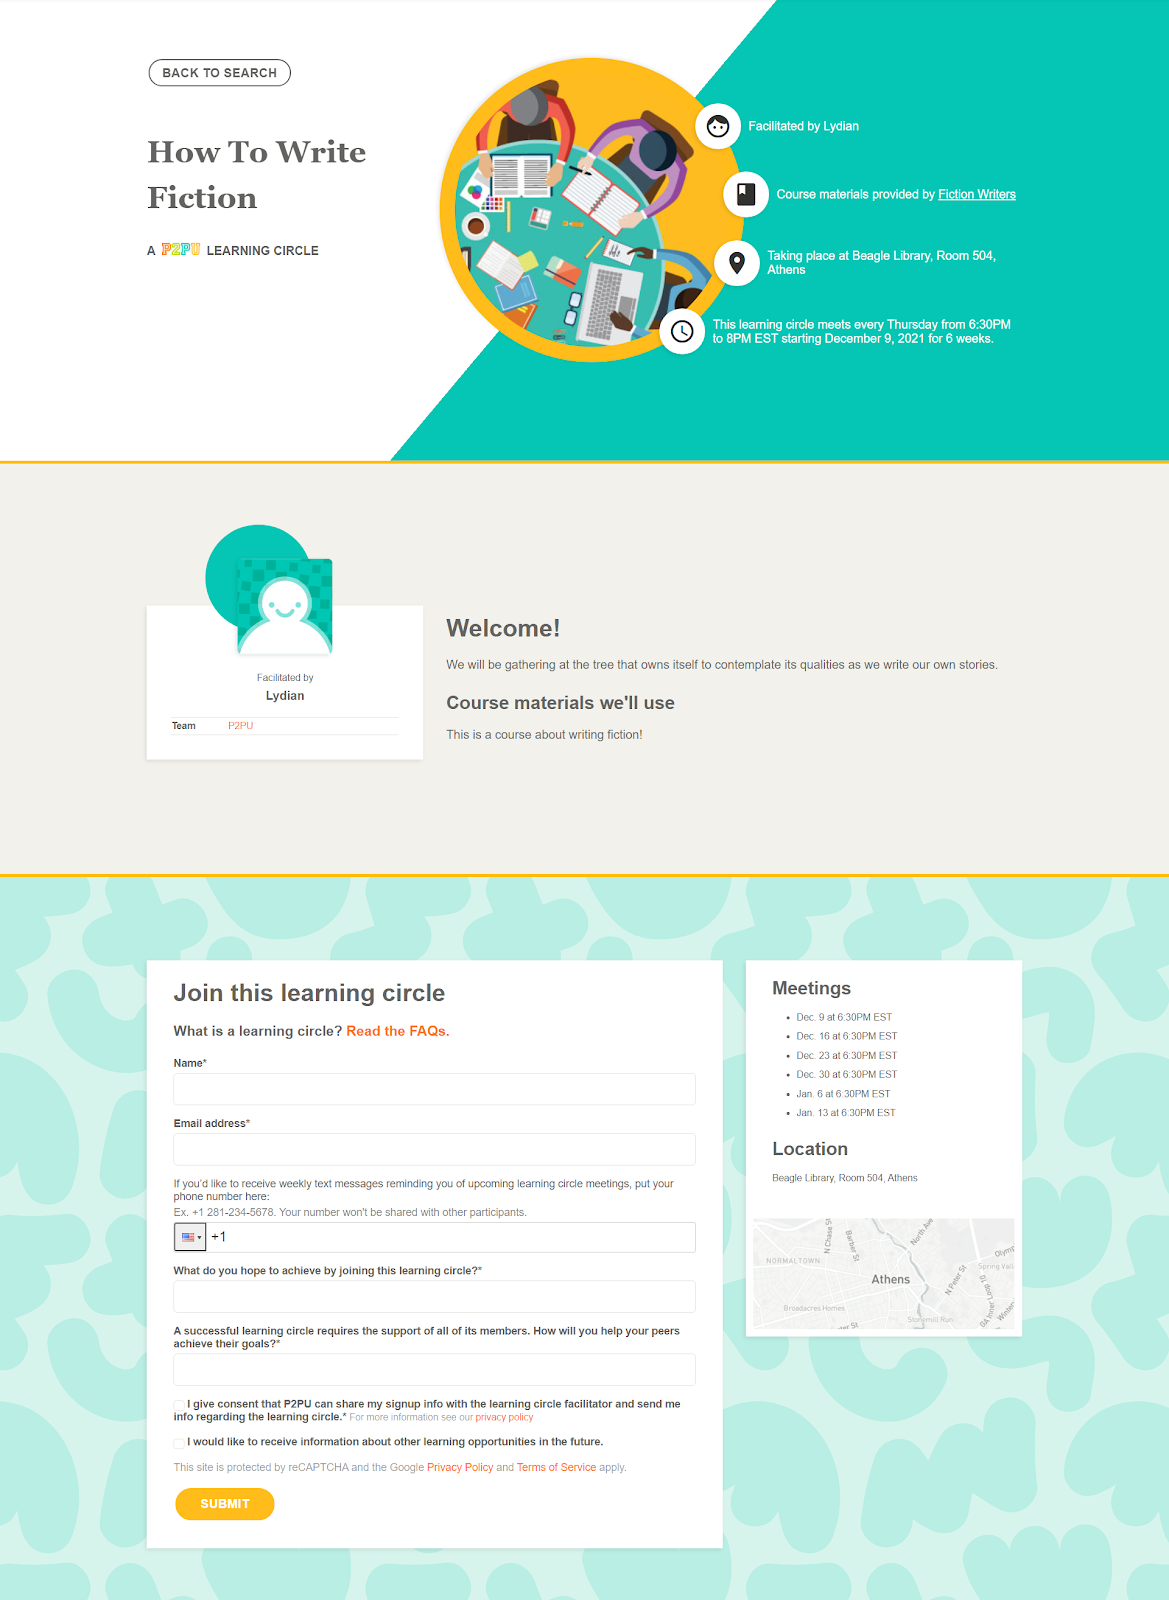 BACK TO SEARCH
How To Write
Fiction
A P2PU LEARNING CIRCLE
Facilitated by Lydian
Course materials provided by Fiction Writers
Taking place at Beagle Library, Room 504,
Athens
This learning circle meets every Thursday from 6:30PM
to 8PM EST starting December 9, 2021 for 6 weeks.
Facilitated by
Lydian
Team P2PU
Welcome!
We will be gathering at the tree that owns itself to contemplate its qualities as we write our own stories.
Course materials we'll use
This is a course about writing fiction!
Join this learning circle
What is a learning circle? Read the FAQs.
Name*
Email address*
If you'd like to receive weekly text messages reminding you of upcoming learning circle meetings, put your
phone number here:
Ex. +1 281-234-5678. Your number won't be shared with other participants.
+1
What do you hope to achieve by joining this learning circle?*
A successful learning circle requires the support of all of its members. How will you help your peers
achieve their goals?*
I give consent that P2PU can share my signup info with the learning circle facilitator and send me
info regarding the learning circle.* For more information see our privacy policy
I would like to receive information about other learning opportunities in the future.
This site is protected by reCAPTCHA and the Google Privacy Policy and Terms of Service apply.
SUBMIT
Meetings
Dec. 9 at 6:30PM EST
Dec. 16 at 6:30PM EST
Dec. 23 at 6:30PM EST
Dec. 30 at 6:30PM EST
Jan. 6 at 6:30PM EST
Jan. 13 at 6:30PM EST
Location
Beagle Library, Room 504, Athens
N Chase S
Barber St
North Ave
Olymp
NORMALTOWN
Spring Vall
Athens
N Peter St
GA Loop 10 Inner
Broadacres Homes
Stonemill Run
Winter
er St